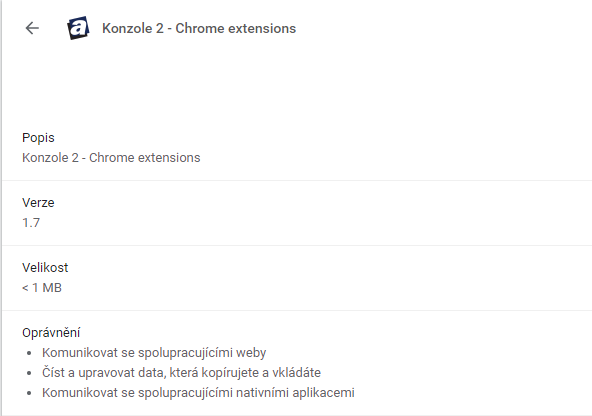 Konzole 2 - Chrome extensions
Popis
Konzole 2 - Chrome extensions
Verze
1.7
Velikost
< 1 MB
Oprávnění
• Komunikovat se spolupracujícími weby
• Číst a upravovat data, která kopírujete a vkládáte
• Komunikovat se spolupracujícími nativními aplikacemi